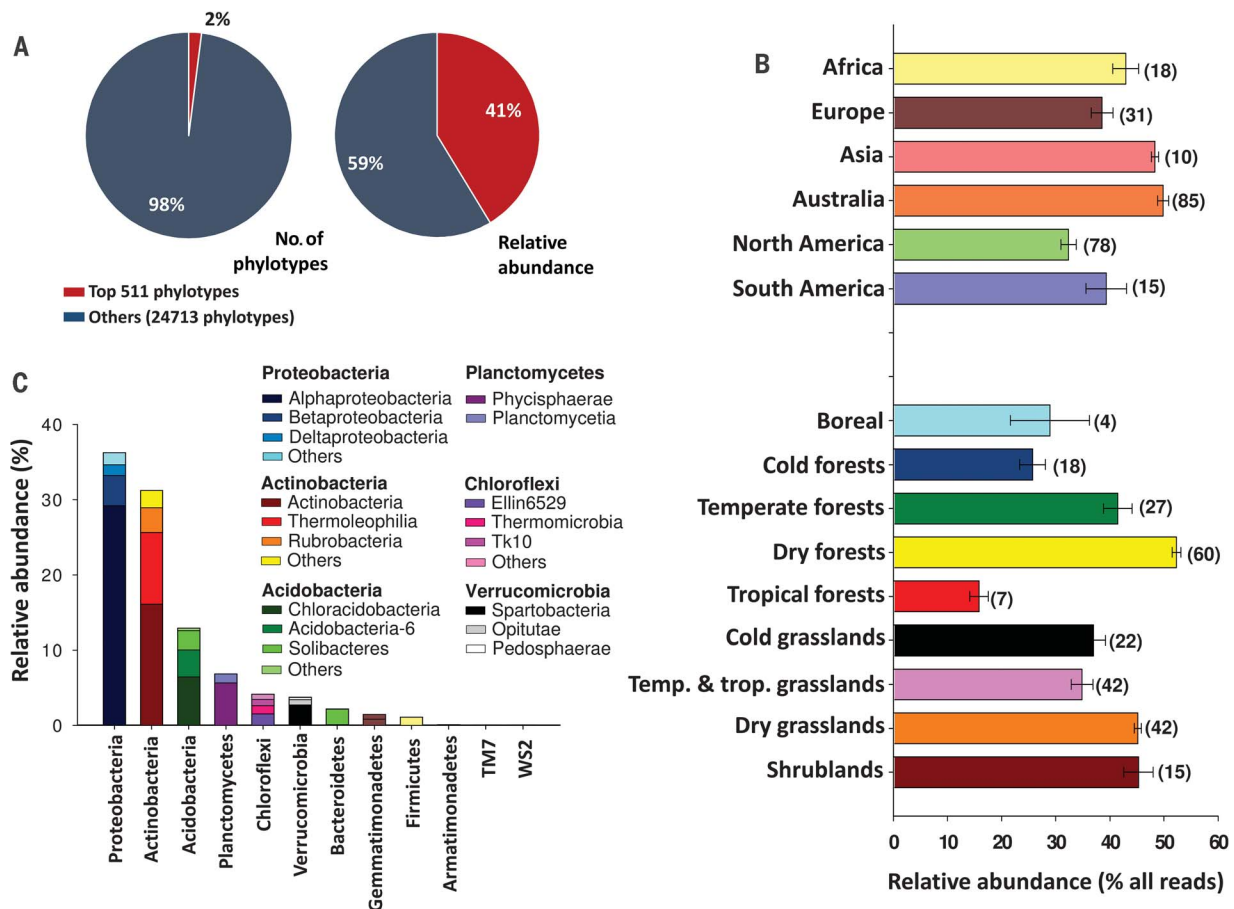 A
2%
98%
No. of
phylotypes
41%
59%
Relative
abundance
Top 511 phylotypes
Others (24713 phylotypes)
B
Africa (18)
Europe (31)
Asia (10)
Australia (85)
North America (78)
South America (15)
Boreal (4)
Cold forests (18)
Temperate forests (27)
Dry forests (60)
Tropical forests (7)
Cold grasslands (22)
Temp. & trop. grasslands (42)
Dry grasslands (42)
Shrublands (15)
0 10 20 30 40 50 60
Relative abundance (% all reads)
C
Proteobacteria
Alphaproteobacteria
Betaproteobacteria
Deltaproteobacteria
Others
Actinobacteria
Actinobacteria
Thermoleophilia
Rubrobacteria
Others
Acidobacteria
Chloracidobacteria
Acidobacteria-6
Solibacteres
Others
Planctomycetes
Phycisphaerae
Planctomycetia
Chloroflexi
Ellin6529
Thermomicrobia
Tk10
Others
Verrucomicrobia
Spartobacteria
Opitutae
Pedosphaerae
Relative abundance (%)
40
30
20
10
0
Proteobacteria
Actinobacteria
Acidobacteria
Planctomycetes
Chloroflexi
Verrucomicrobia
Bacteroidetes
Gemmatimonadetes
Firmicutes
Armatimonadetes
TM7
WS2